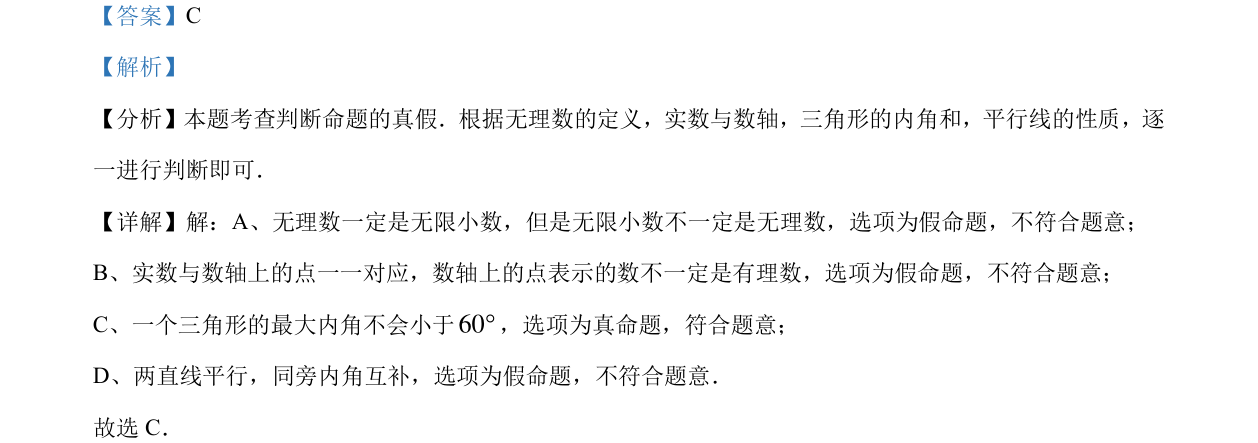 【答案】C
【解析】
【分析】本题考查判断命题的真假．根据无理数的定义，实数与数轴，三角形的内角和，平行线的性质，逐
一进行判断即可．
【详解】解：A、无理数一定是无限小数，但是无限小数不一定是无理数，选项为假命题，不符合题意；
B、实数与数轴上的点一一对应，数轴上的点表示的数不一定是有理数，选项为假命题，不符合题意；
C、一个三角形的最大内角不会小于60°，选项为真命题，符合题意；
D、两直线平行，同旁内角互补，选项为假命题，不符合题意．
故选 C．